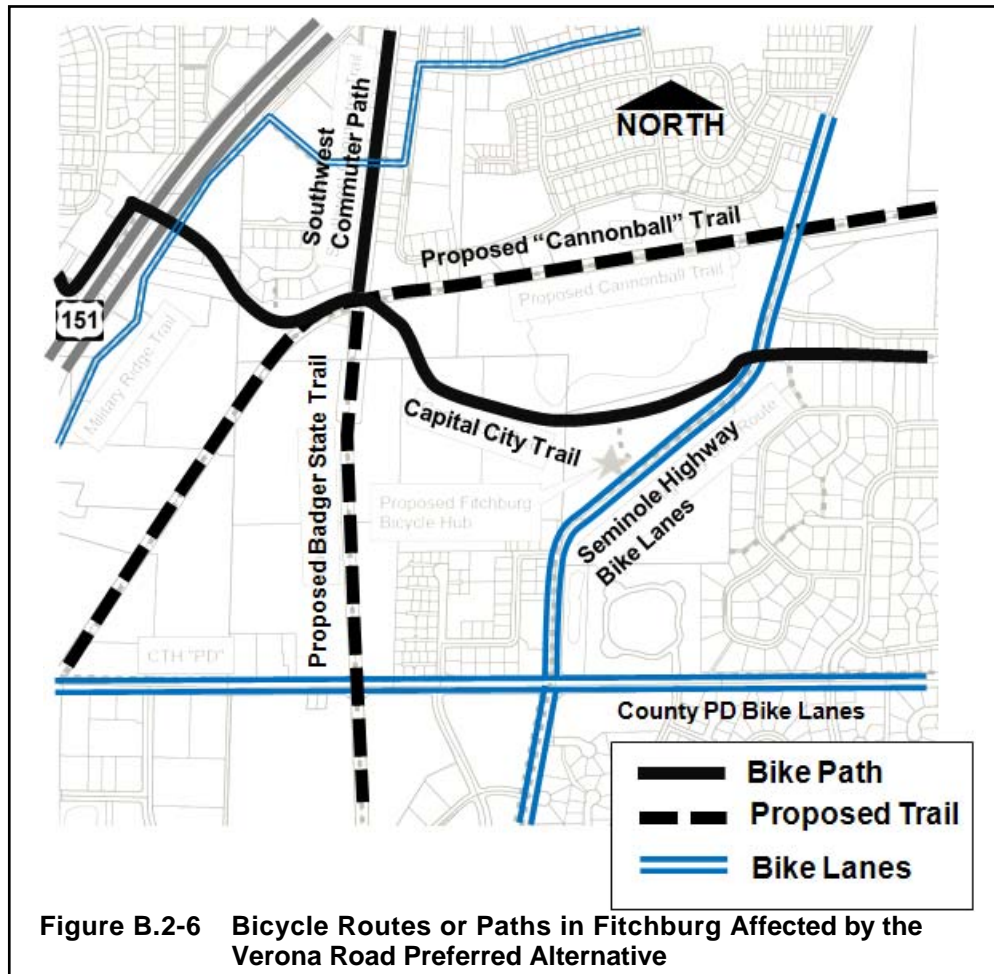 NORTH
Southwest
Commuter Path
Proposed “Cannonball” Trail
Proposed Cannonball Trail
151
Military Ridge Trail
Capital City Trail
Route
Proposed Fitchburg
Bicycle Hub
Seminole Highway
Bike Lanes
Proposed Badger State Trail
CTH "PD"
County PD Bike Lanes
Bike Path
Proposed Trail
Bike Lanes
Figure B.2-6 Bicycle Routes or Paths in Fitchburg Affected by the
Verona Road Preferred Alternative